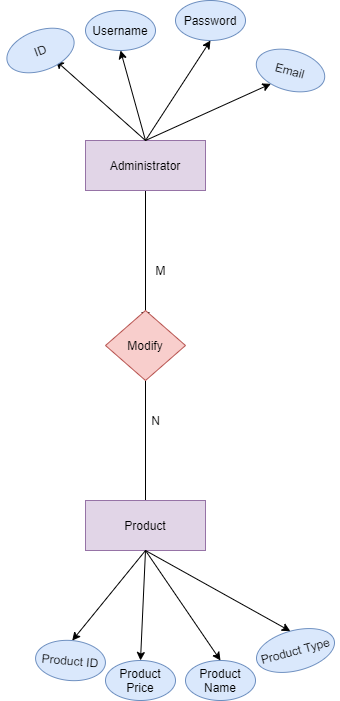 Password
Username
ID
Email
Administrator
M
Modify
N
Product
Product ID
Product
Price
Product
Name
Product Type